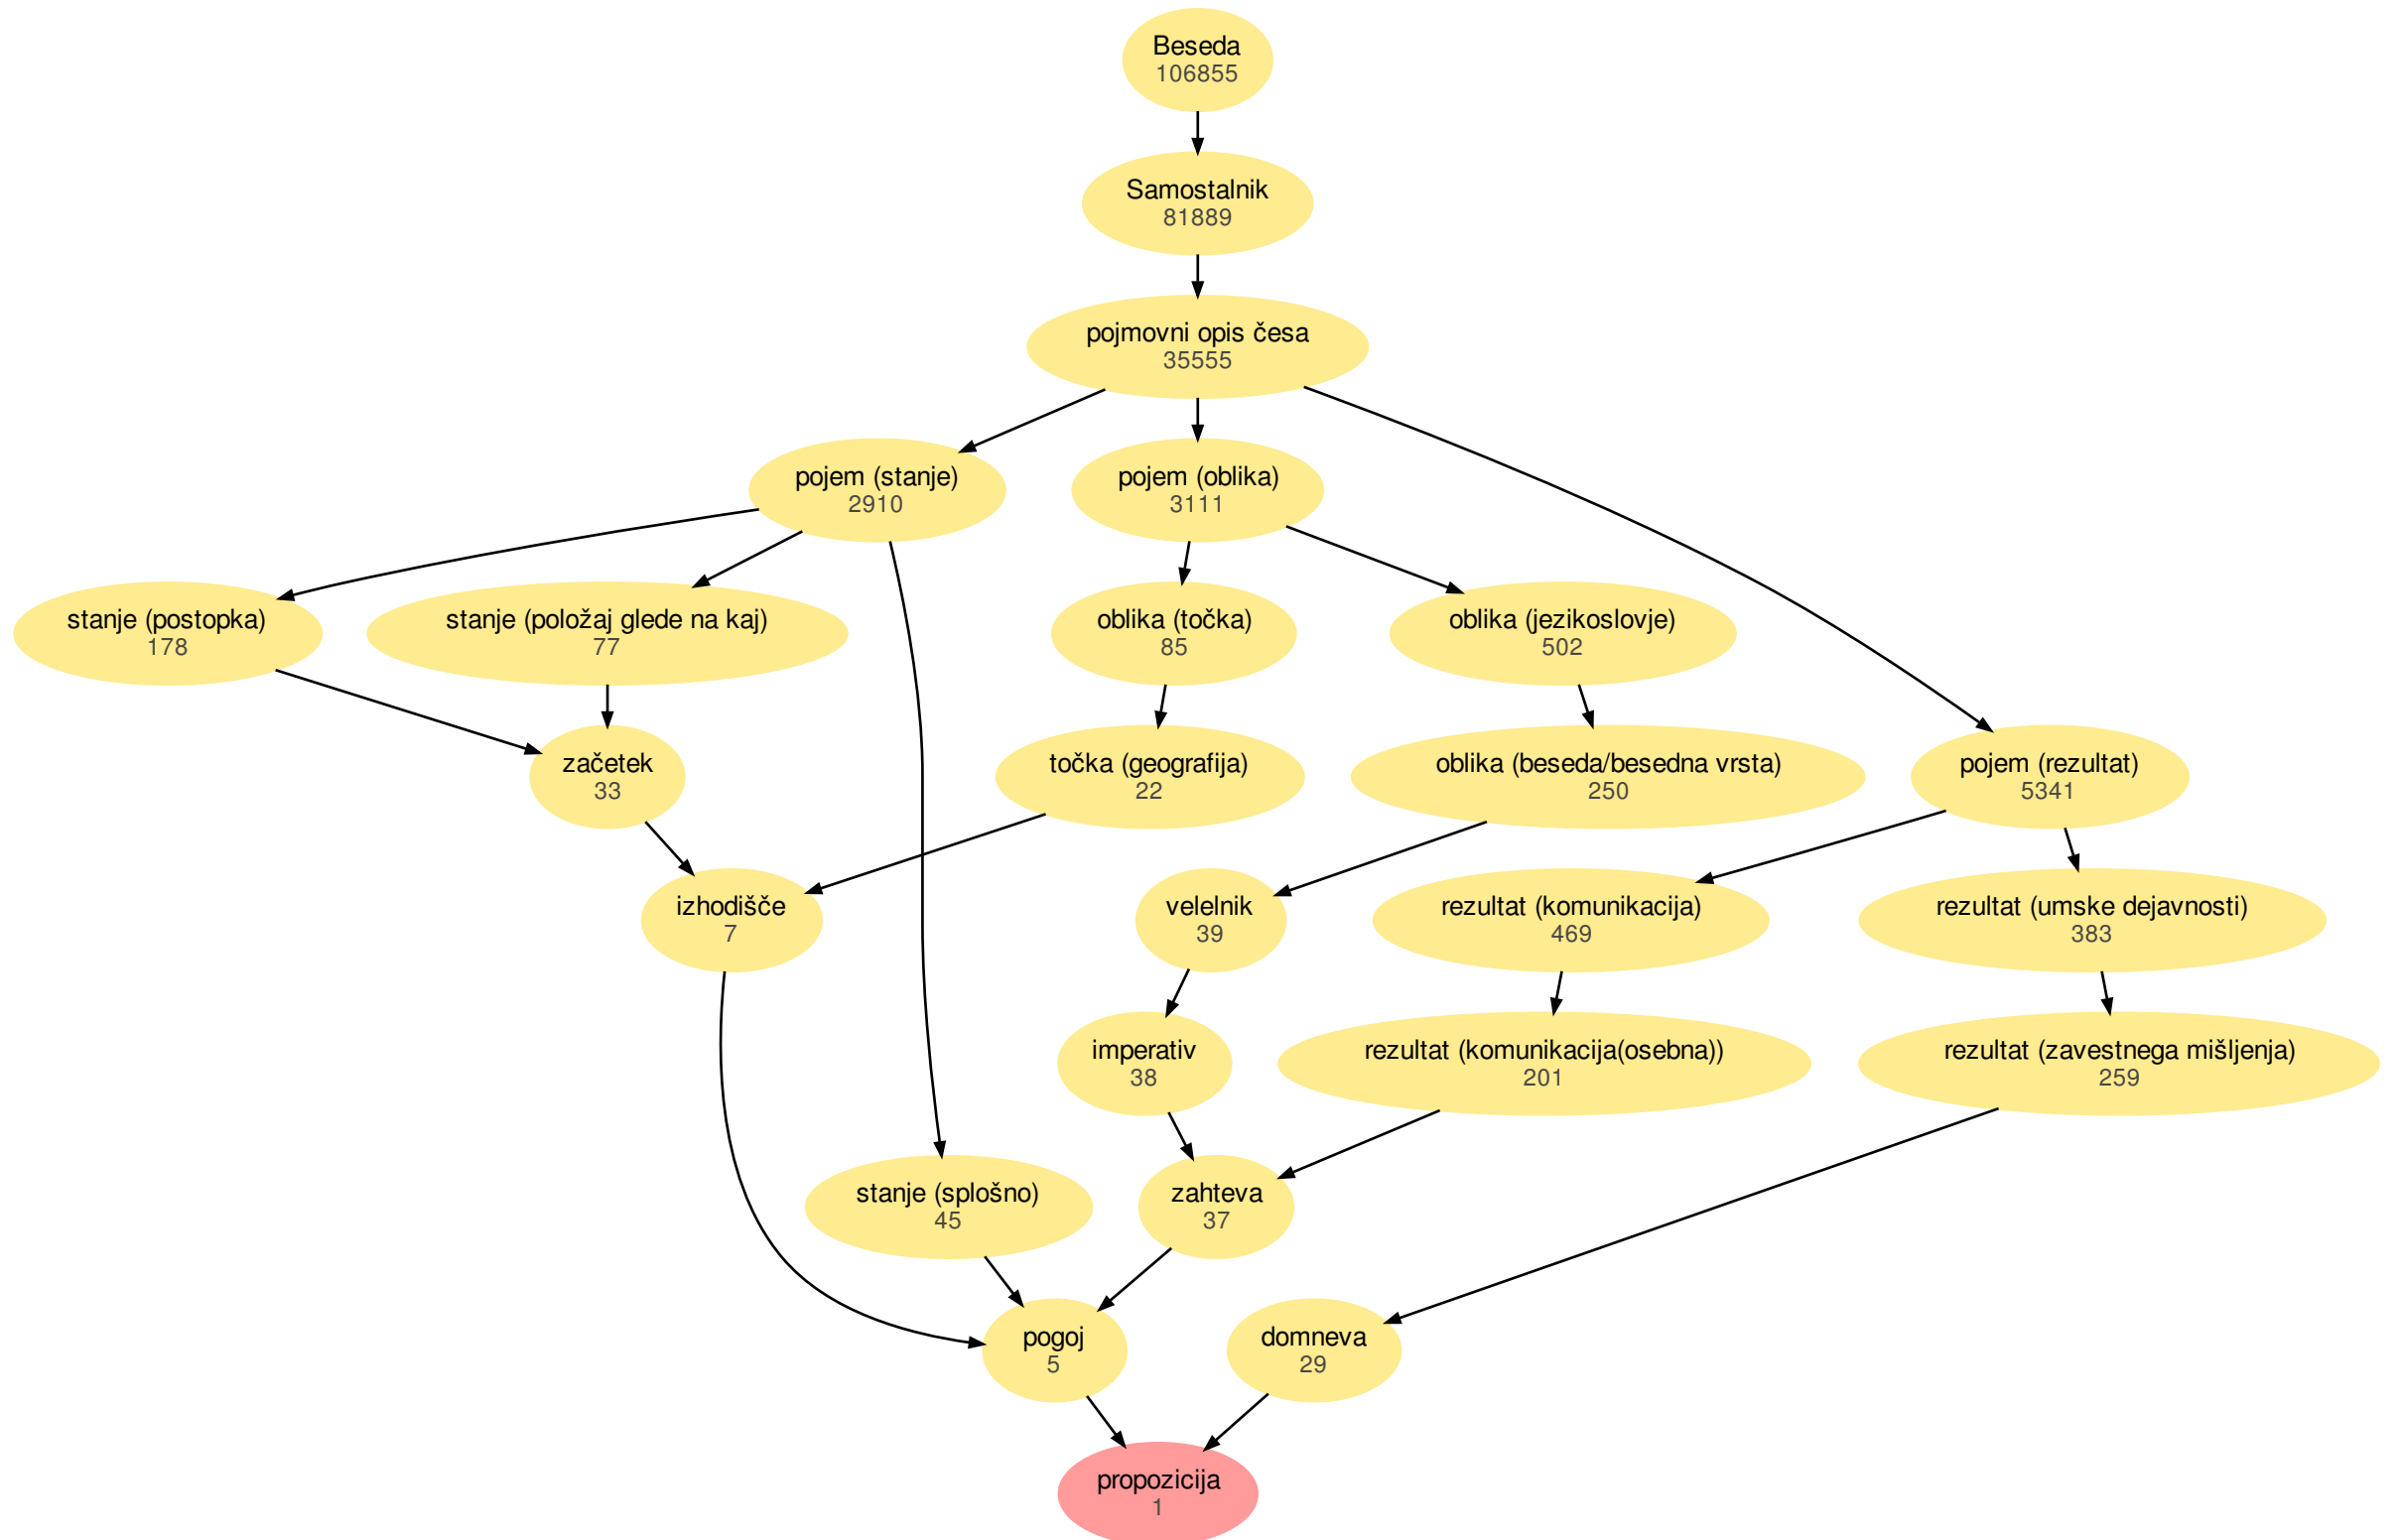 Beseda
106855
Samostalnik
81889
pojmovni opis česa
35555
pojem (stanje)
2910
pojem (oblika)
3111
stanje (postopka)
178
stanje (položaj glede na kaj)
77
oblika (točka)
85
oblika (jezikoslovje)
502
začetek
33
točka (geografija)
22
oblika (beseda/besedna vrsta)
250
pojem (rezultat)
5341
izhodišče
7
velelnik
39
rezultat (komunikacija)
469
rezultat (umske dejavnosti)
383
imperativ
38
rezultat (komunikacija(osebna))
201
rezultat (zavestnega mišljenja)
259
stanje (splošno)
45
zahteva
37
pogoj
5
domneva
29
propozicija
1